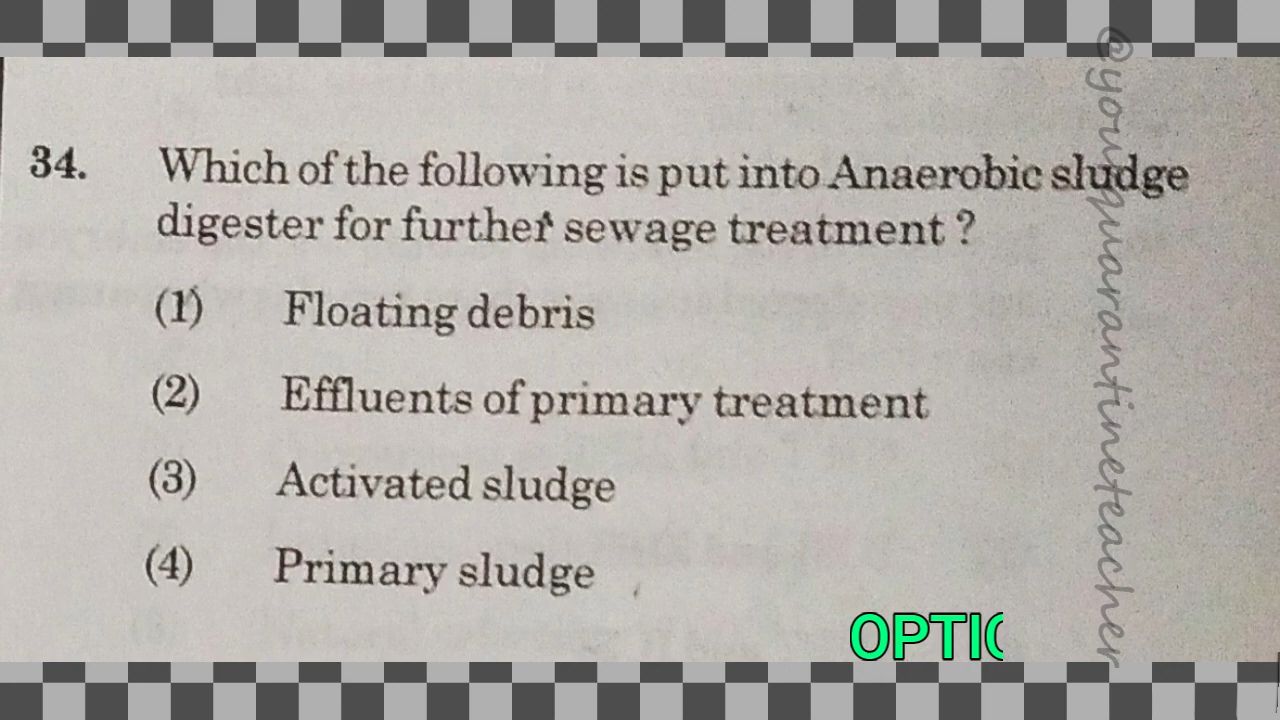 34. Which of the following is put into Anaerobic sludge
digester for further sewage treatment ?
(1) Floating debris
(2) Effluents of primary treatment
(3) Activated sludge
(4) Primary sludge
OPTIC
@yourquarantineteacher